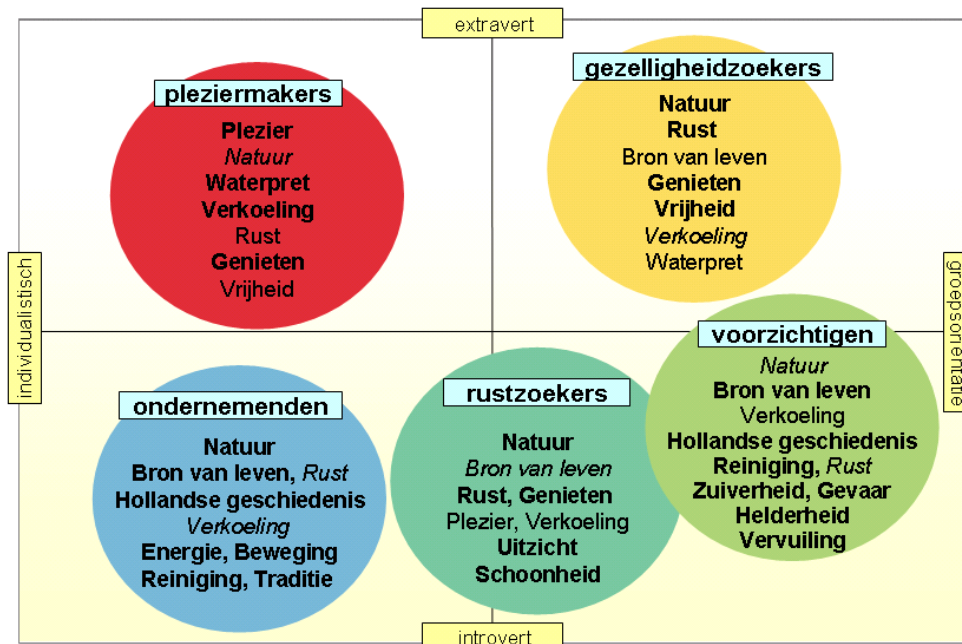 extravert
pleziermakers
Plezier
Natuur
Waterpret
Verkoeling
Rust
Genieten
Vrijheid
gezelligheidzoekers
Natuur
Rust
Bron van leven
Genieten
Vrijheid
Verkoeling
Waterpret
individualistisch
groepsoriëntatie
voorzichtigen
Natuur
Bron van leven
Verkoeling
Hollandse geschiedenis
Reiniging, Rust
Zuiverheid, Gevaar
Helderheid
Vervuiling
ondernemenden
Natuur
Bron van leven, Rust
Hollandse geschiedenis
Verkoeling
Energie, Beweging
Reiniging, Traditie
rustzoekers
Natuur
Bron van leven
Rust, Genieten
Plezier, Verkoeling
Uitzicht
Schoonheid
introvert